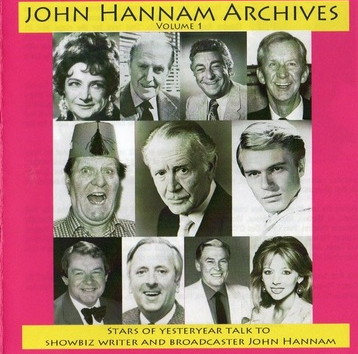 JOHN HANNAM ARCHIVES
VOLUME 1
STARS OF YESTERYEAR TALK TO
SHOWBIZ WRITER AND BROADCASTER JOHN HANNAM